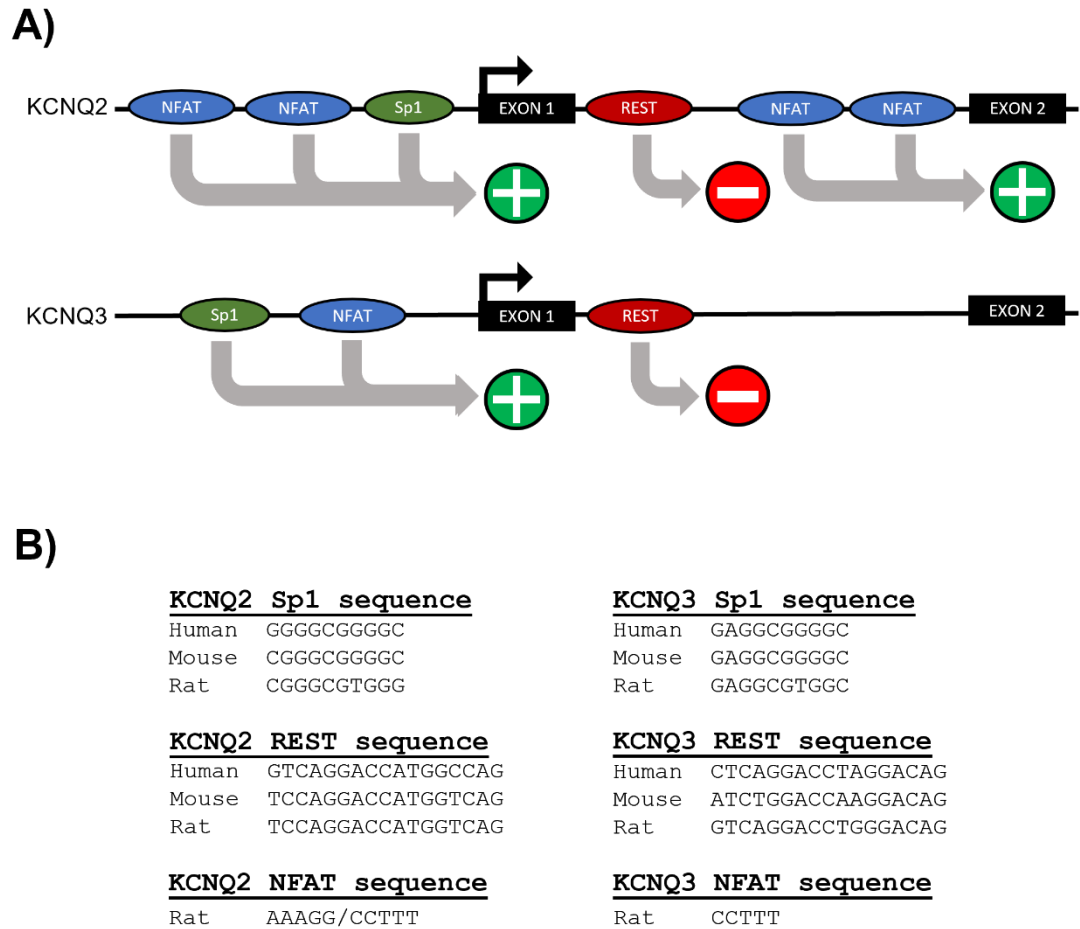 A)
KCNQ2 NFAT NFAT Sp1 EXON 1 REST NFAT NFAT EXON 2
KCNQ3 Sp1 NFAT EXON 1 REST EXON 2
B)
KCNQ2 Sp1 sequence
Human GGGGCGGGGC
Mouse CGGGCGGGGC
Rat CGGGCGTGGG
KCNQ3 Sp1 sequence
Human GAGGCGGGGC
Mouse GAGGCGGGGC
Rat GAGGCGTGGC
KCNQ2 REST sequence
Human GTCAGGACCATGGCCAG
Mouse TCCAGGACCATGGTCAG
Rat TCCAGGACCATGGTCAG
KCNQ3 REST sequence
Human CTCAGGACCTAGGACAG
Mouse ATCTGGACCAAGGACAG
Rat GTCAGGACCTGGGACAG
KCNQ2 NFAT sequence
Rat AAAGG/CCTTT
KCNQ3 NFAT sequence
Rat CCTTT